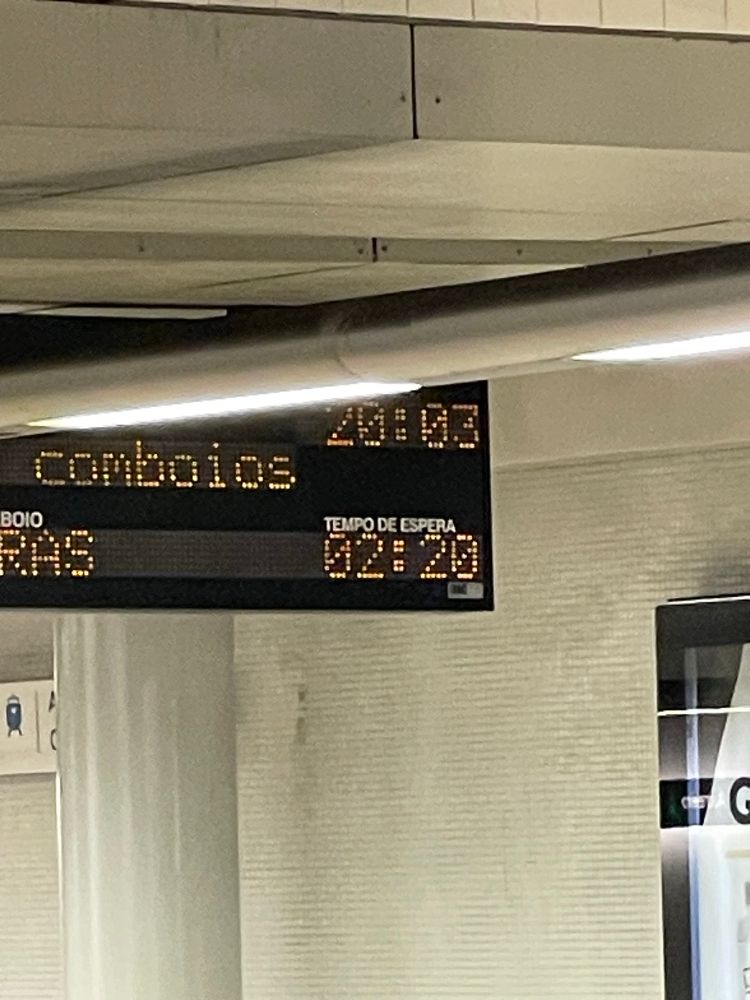 20:03
comboios
BOIO TEMPO DE ESPERA
RAS 02:20